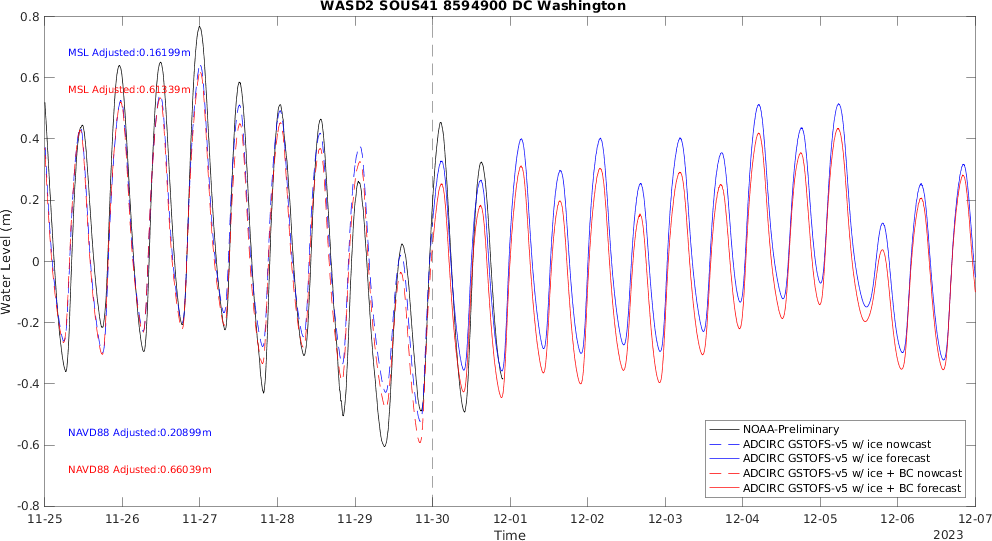 WASD2 SOUS41 8594900 DC Washington
0.8
0.6
0.4
0.2
0
-0.2
-0.4
-0.6
-0.8
Water Level (m)
MSL Adjusted:0.16199m
MSL Adjusted:0.61339m
NAVD88 Adjusted:0.20899m
NAVD88 Adjusted:0.66039m
NOAA-Preliminary
ADCIRC GSTOFS-v5 w/ ice nowcast
ADCIRC GSTOFS-v5 w/ ice forecast
ADCIRC GSTOFS-v5 w/ ice + BC nowcast
ADCIRC GSTOFS-v5 w/ ice + BC forecast
11-25 11-26 11-27 11-28 11-29 11-30 12-01 12-02 12-03 12-04 12-05 12-06 12-07
Time
2023